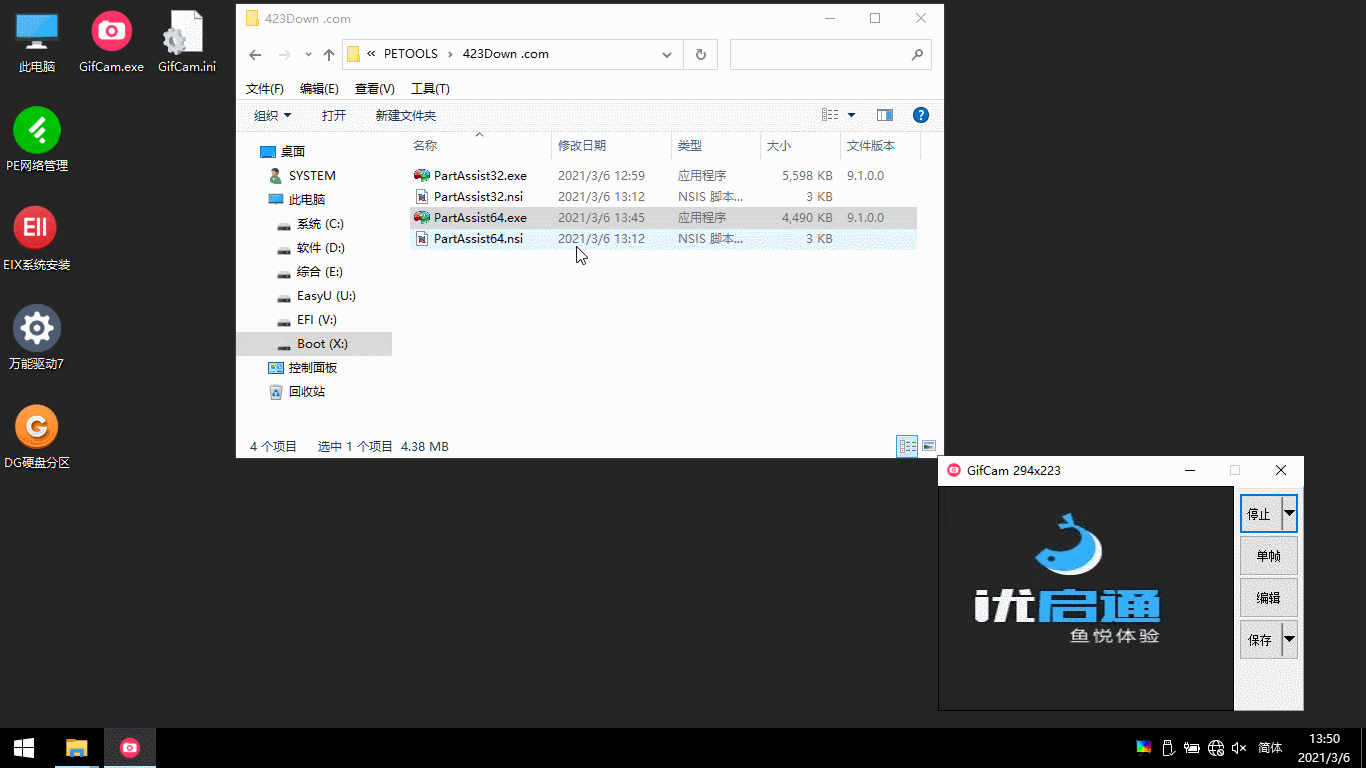 此电脑
GifCam.exe
GifCam.ini
PE网络管理
EIX系统安装
万能驱动7
DG硬盘分区
423Down .com
« PETOOLS › 423Down .com
文件(F) 编辑(E) 查看(V) 工具(T)
组织 打开 新建文件夹
桌面
SYSTEM
此电脑
系统 (C:)
软件 (D:)
综合 (E:)
EasyU (U:)
EFI (V:)
Boot (X:)
控制面板
回收站
名称 修改日期 类型 大小 文件版本
PartAssist32.exe 2021/3/6 12:59 应用程序 5,598 KB 9.1.0.0
PartAssist32.nsi 2021/3/6 13:12 NSIS 脚本... 3 KB
PartAssist64.exe 2021/3/6 13:45 应用程序 4,490 KB 9.1.0.0
PartAssist64.nsi 2021/3/6 13:12 NSIS 脚本... 3 KB
4 个项目 选中 1 个项目 4.38 MB
GifCam 294x223
优启通
鱼悦体验
停止
单帧
编辑
保存
简体
13:50
2021/3/6